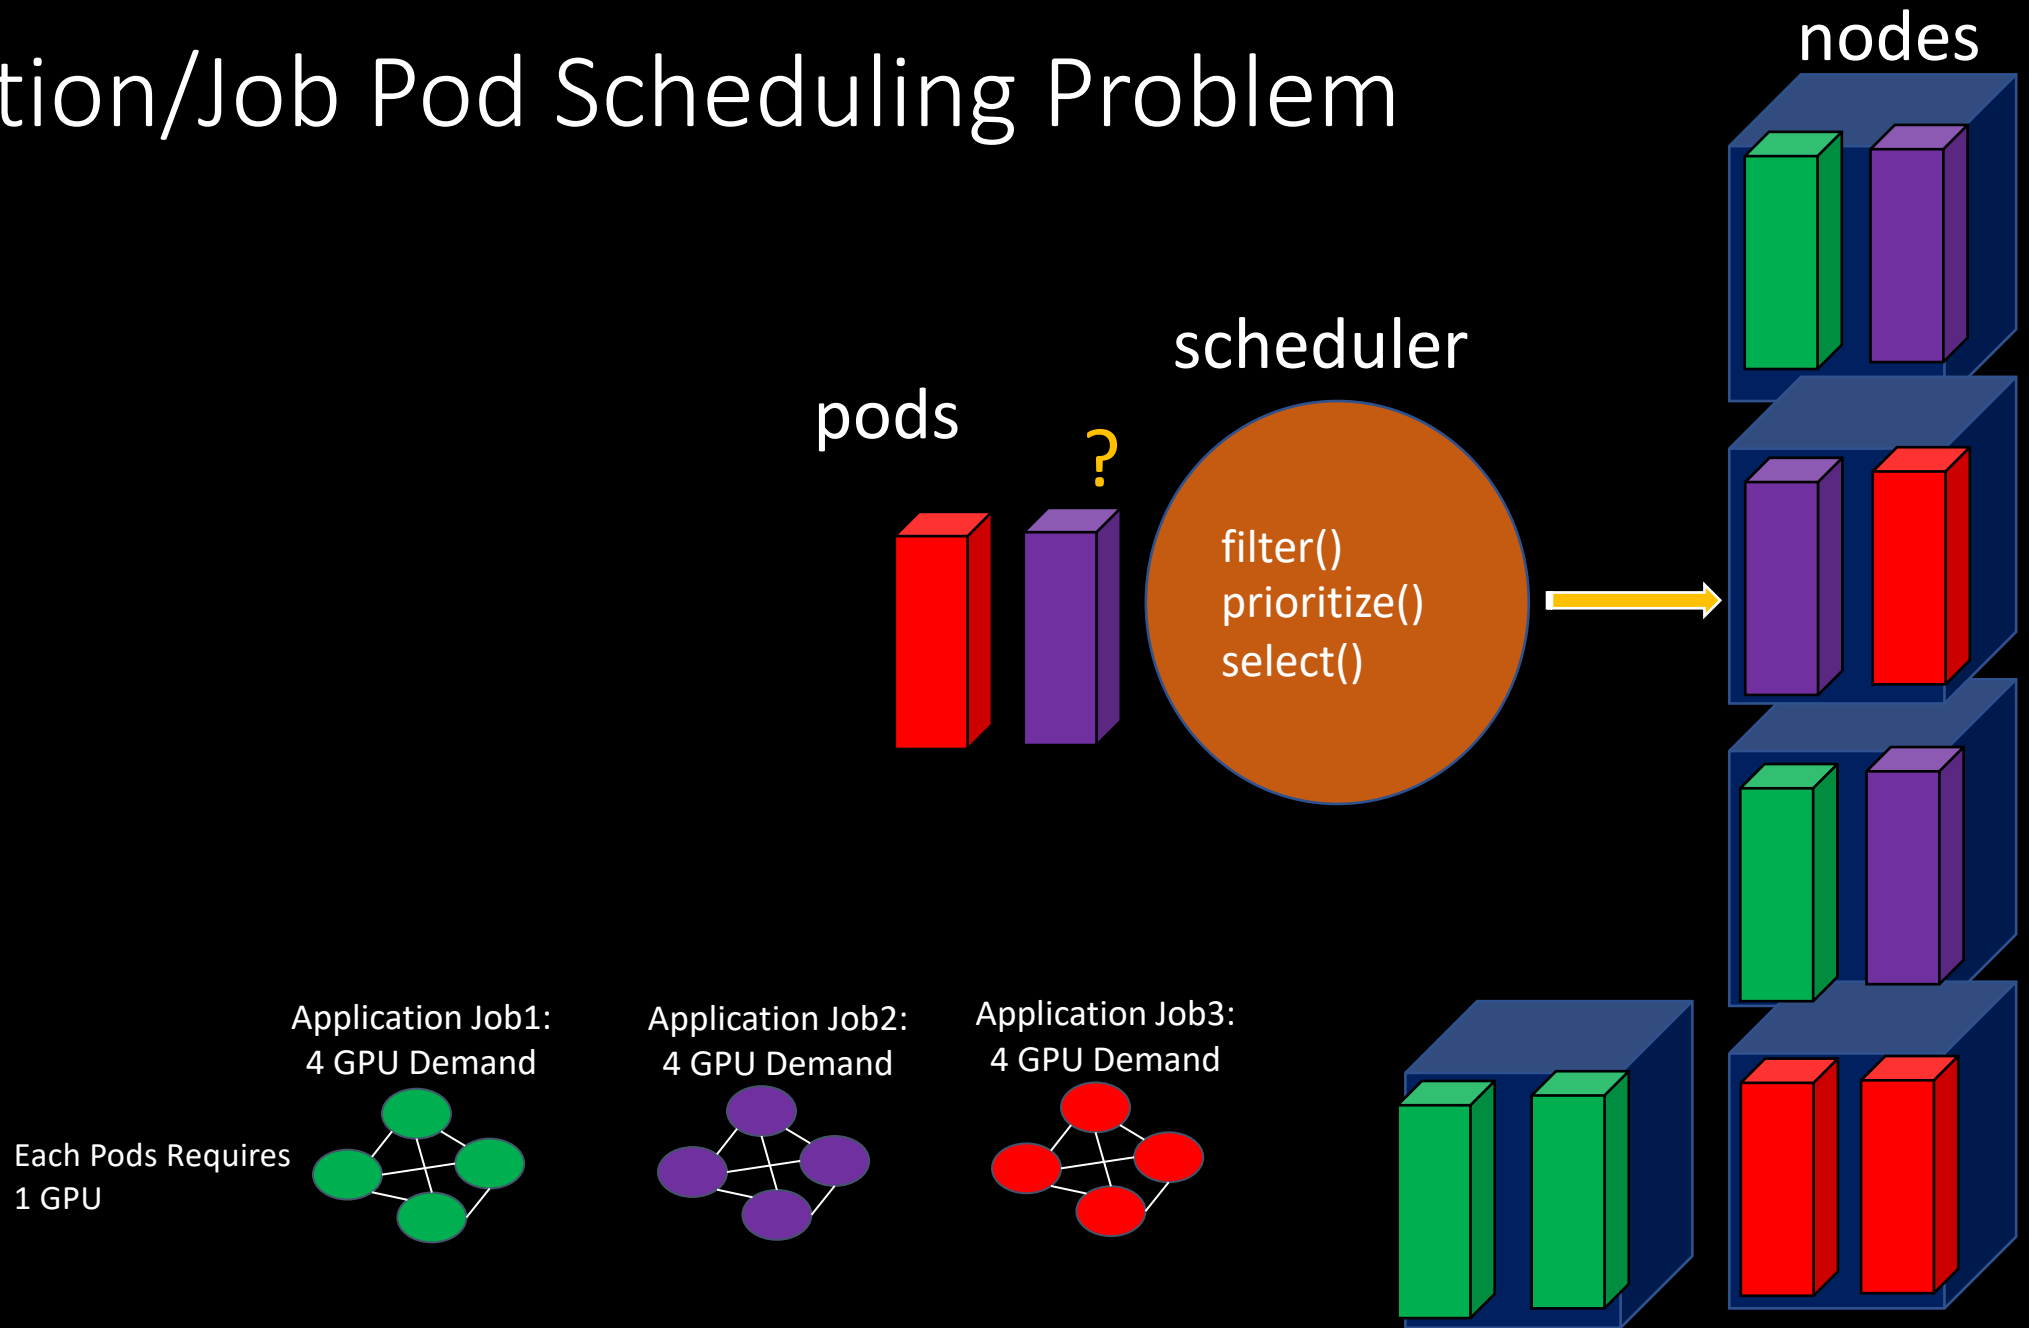 tion/Job Pod Scheduling Problem
nodes
scheduler
pods
?
filter()
prioritize()
select()
Application Job1:
4 GPU Demand
Application Job2:
4 GPU Demand
Application Job3:
4 GPU Demand
Each Pods Requires
1 GPU